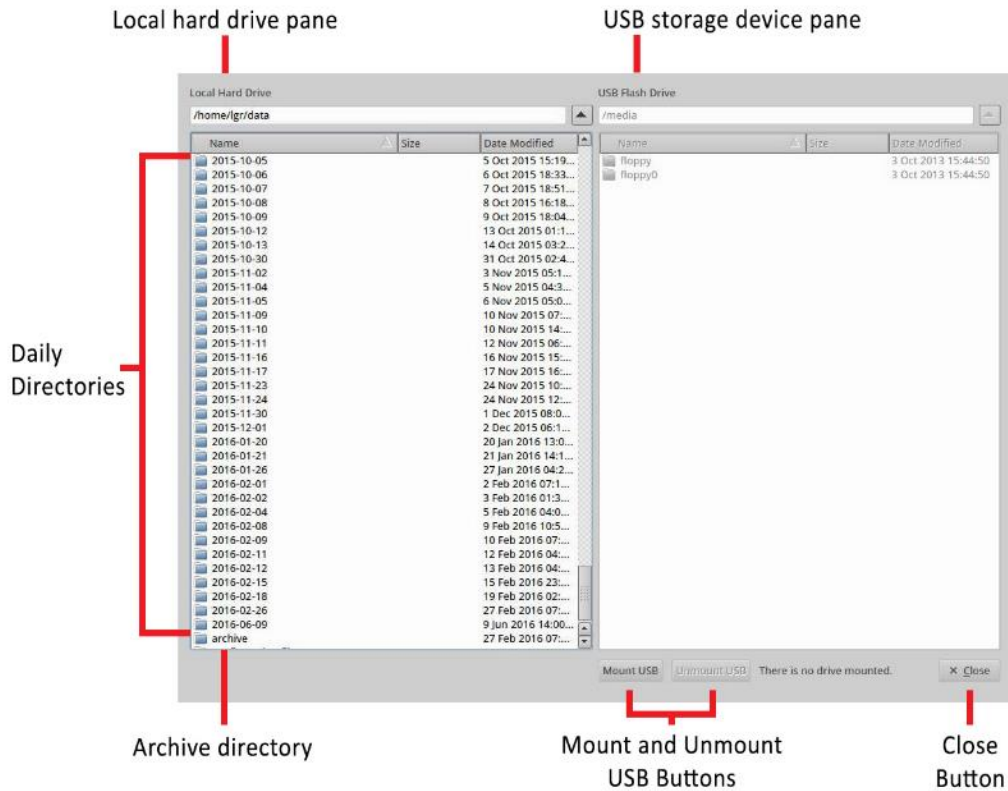 Local hard drive pane
USB storage device pane
Local Hard Drive
USB Flash Drive
/home/lgr/data
/media
Name Size Date Modified
Name Size Date Modified
2015-10-05 5 Oct 2015 15:19...
floppy 3 Oct 2013 15:44:50
2015-10-06 6 Oct 2015 18:33...
floppy0 3 Oct 2013 15:44:50
2015-10-07 7 Oct 2015 18:51...
2015-10-08 8 Oct 2015 16:18...
2015-10-09 9 Oct 2015 18:04...
2015-10-12 13 Oct 2015 01:1...
2015-10-13 14 Oct 2015 03:2...
2015-10-30 31 Oct 2015 02:4...
2015-11-02 3 Nov 2015 05:1...
2015-11-04 5 Nov 2015 04:3...
2015-11-05 6 Nov 2015 05:0...
2015-11-09 10 Nov 2015 07:...
2015-11-10 10 Nov 2015 14:...
2015-11-11 12 Nov 2015 06:...
2015-11-16 16 Nov 2015 15:...
2015-11-17 17 Nov 2015 16:...
2015-11-23 24 Nov 2015 10:...
2015-11-24 24 Nov 2015 12:...
2015-11-30 1 Dec 2015 08:0...
2015-12-01 2 Dec 2015 06:1...
2016-01-20 20 Jan 2016 13:0...
2016-01-21 21 Jan 2016 14:1...
2016-01-26 27 Jan 2016 04:2...
2016-02-01 2 Feb 2016 07:1...
2016-02-02 3 Feb 2016 01:3...
2016-02-04 5 Feb 2016 04:0...
2016-02-08 9 Feb 2016 10:5...
2016-02-09 10 Feb 2016 07:...
2016-02-11 12 Feb 2016 04:...
2016-02-12 13 Feb 2016 04:...
2016-02-15 15 Feb 2016 23:...
2016-02-18 19 Feb 2016 02:...
2016-02-26 27 Feb 2016 07:...
2016-06-09 9 Jun 2016 14:00...
archive 27 Feb 2016 07:...
Daily
Directories
Mount USB
Unmount USB
There is no drive mounted.
Close
Archive directory
Mount and Unmount
USB Buttons
Close
Button